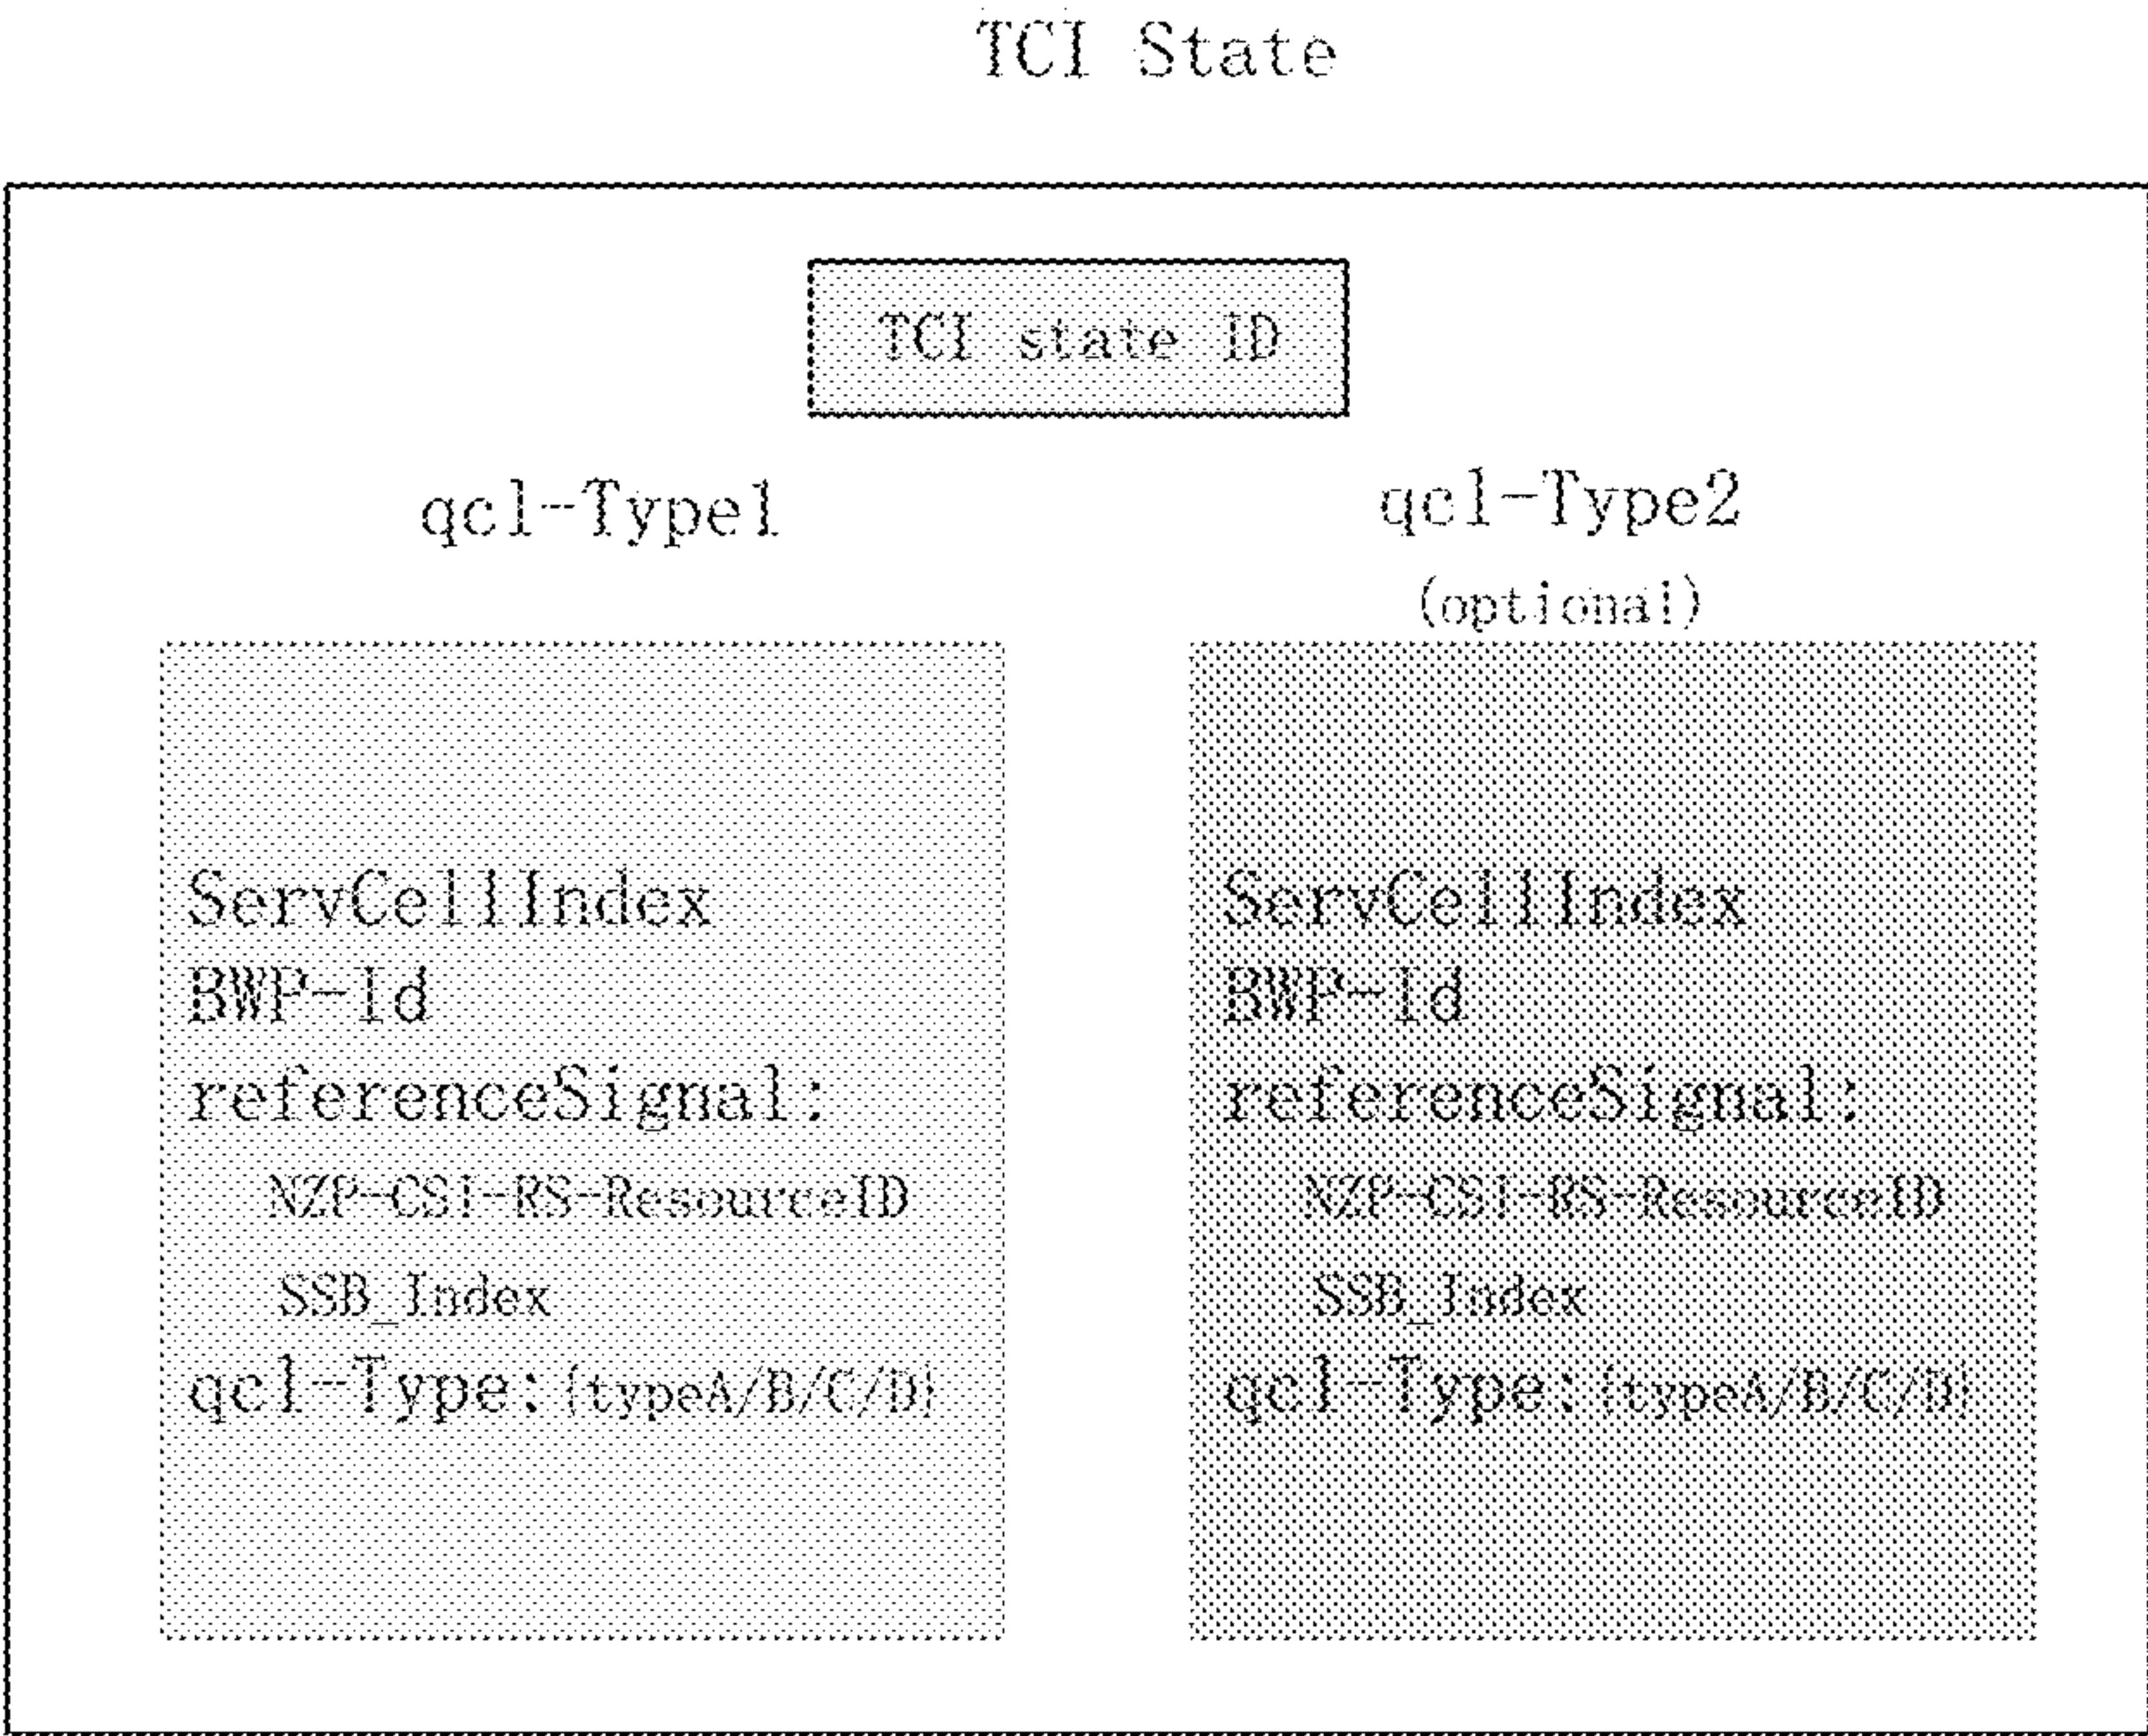 TCI State
TCI state ID
qcl-Type1
qcl-Type2
(optional)
ServCellIndex
BWP-Id
referenceSignal:
NZP-CSI-RS-ResourceID
SSB_Index
qcl-Type: {typeA/B/C/D}
ServCellIndex
BWP-Id
referenceSignal:
NZP-CSI-RS-ResourceID
SSB_Index
qcl-Type: {typeA/B/C/D}